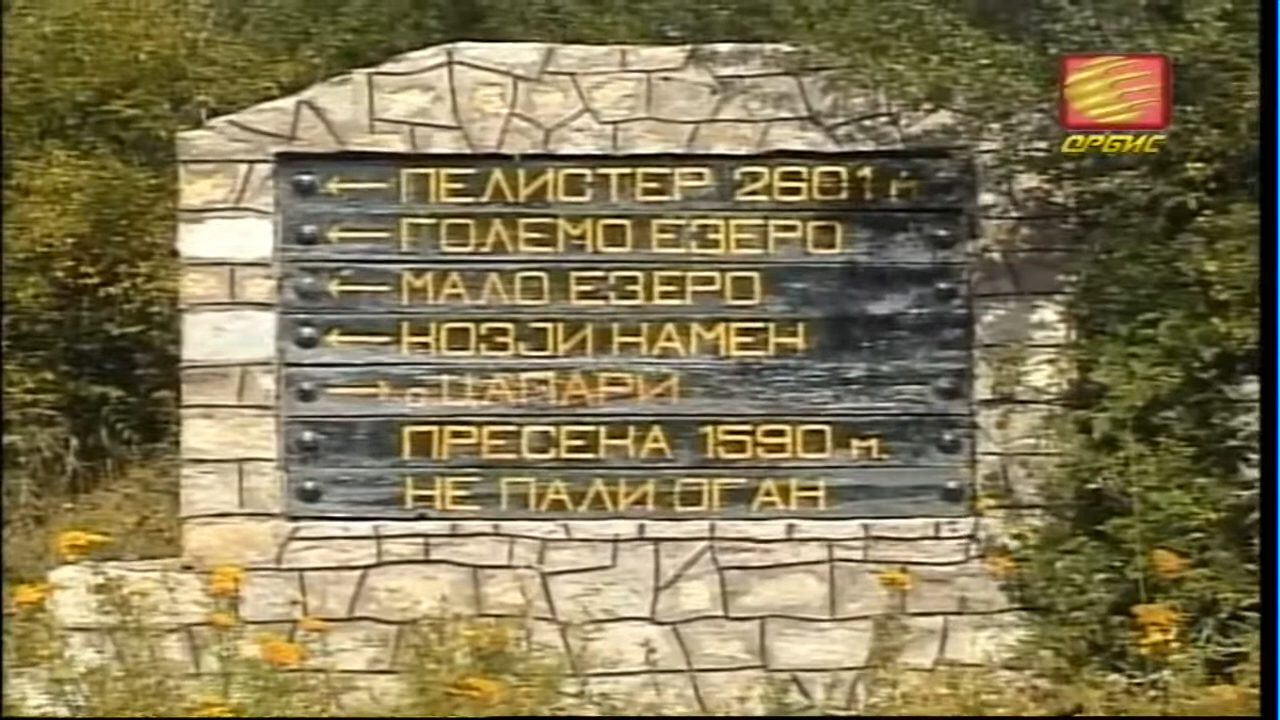 ← ПЕЛИСТЕР 2601 м
← ГОЛЕМО ЕЗЕРО
← МАЛО ЕЗЕРО
← КОЗЈИ КАМЕН
→ с. ЦАПАРИ
ПРЕСЕКА 1590 м.
НЕ ПАЛИ ОГАН
ОРБИС